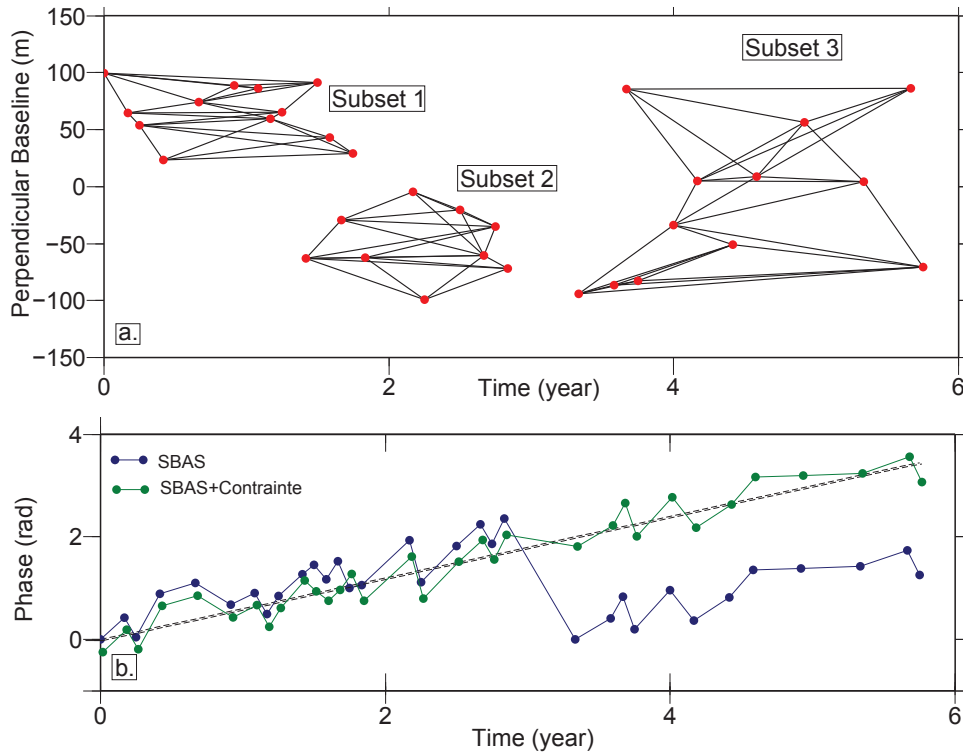 150
100
50
0
−50
−100
−150
Perpendicular Baseline (m)
Subset 1
Subset 2
Subset 3
a.
0
2
4
6
Time (year)
4
2
0
Phase (rad)
SBAS
SBAS+Contrainte
b.
0
2
4
6
Time (year)